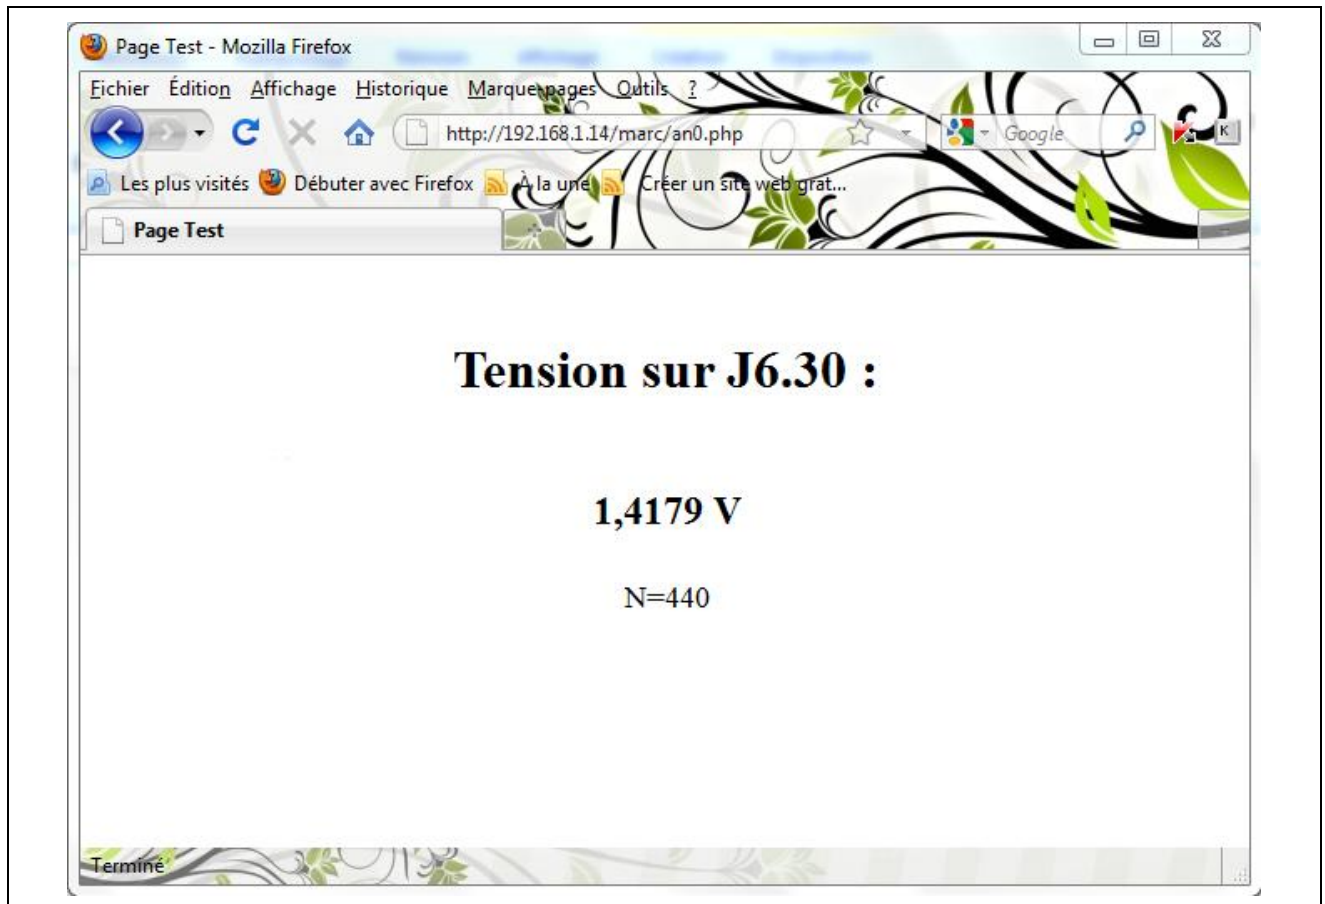 Page Test - Mozilla Firefox
Fichier Édition Affichage Historique Marque-pages Outils ?
http://192.168.1.14/marc/an0.php Google K
Les plus visités Débuter avec Firefox À la une Créer un site web grat...
Page Test
Tension sur J6.30 :
1,4179 V
N=440
Terminé